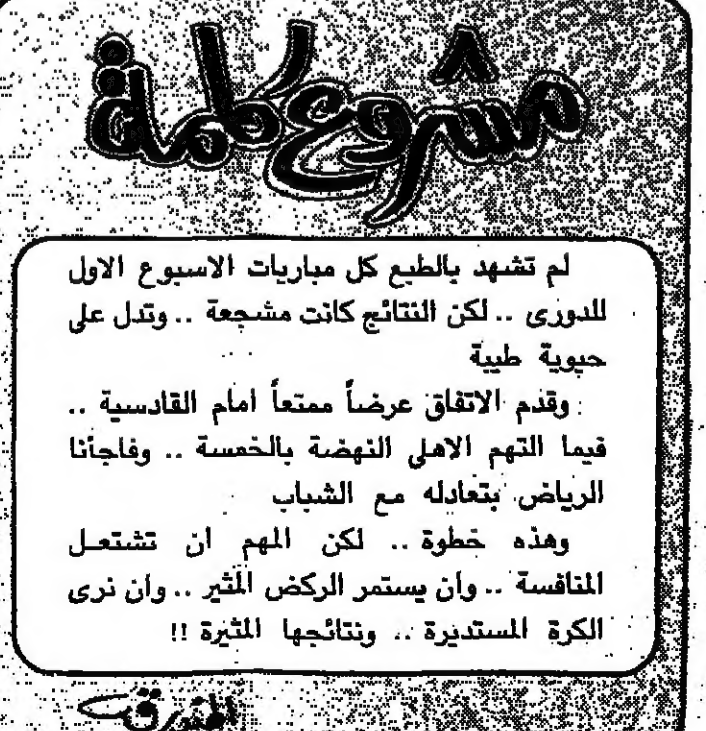 مشروع كلمة
لم تشهد بالطبع كل مباريات الاسبوع الاول
للدورى .. لكن النتائج كانت مشجعة .. وتدل على
حيوية طيبة
وقدم الاتفاق عرضاً ممتعاً امام القادسية ..
فيما التهم الاهلى النهضة بالخمسة .. وفاجأنا
الرياض بتعادله مع الشباب
وهذه خطوة .. لكن المهم ان تشتعل
المنافسة .. وأن يستمر الركض المثير .. وان نرى
الكرة المستديرة .. ونتائجها المثيرة !!